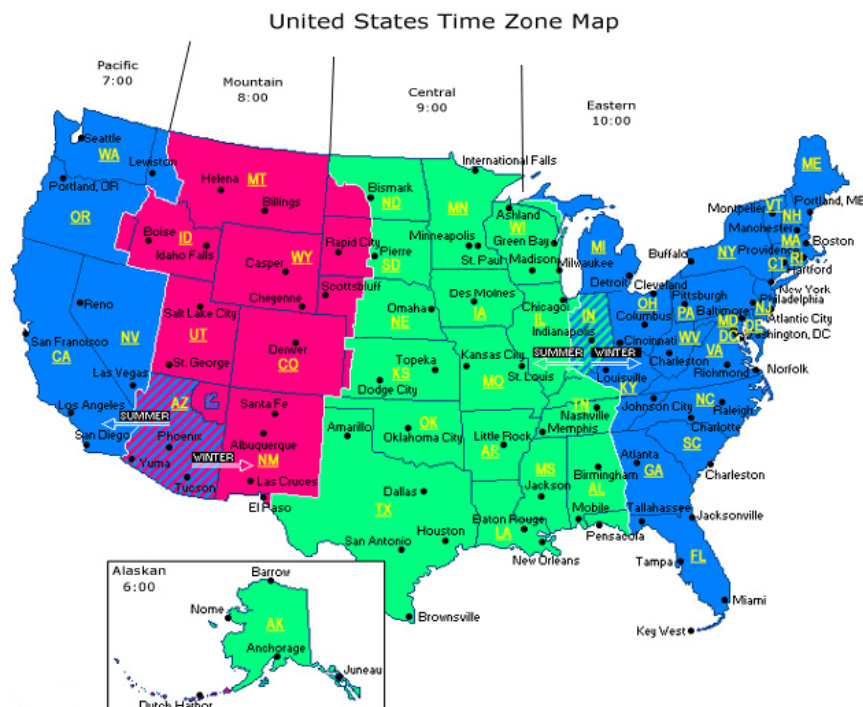 United States Time Zone Map
Pacific
7:00
Mountain
8:00
Central
9:00
Eastern
10:00
Seattle
WA
Lewiston
Portland, OR
OR
Helena
MT
Billings
Boise
ID
Idaho Falls
WY
Casper
Cheyenne
Reno
NV
Salt Lake City
UT
San Francisco
CA
St. George
Denver
CO
Las Vegas
Los Angeles
SUMMER
AZ
San Diego
Phoenix
WINTER
Yuma
Tucson
Santa Fe
Albuquerque
NM
Las Cruces
El Paso
International Falls
Bismark
ND
MN
Ashland
WI
Rapid City
Pierre
SD
Minneapolis
St. Paul
Green Bay
Madison
Milwaukee
Scottsbluff
Omaha
NE
Des Moines
IA
Chicago
IL
Topeka
KS
Dodge City
Kansas City
St. Louis
MO
SUMMER
WINTER
Amarillo
OK
Oklahoma City
Little Rock
AR
TN
Nashville
Memphis
Dallas
TX
MS
Jackson
Birmingham
AL
San Antonio
Houston
Baton Rouge
LA
New Orleans
Mobile
Pensacola
Brownsville
ME
MI
Detroit
Montpelier
VT
NH
Portland, ME
Manchester
MA
Boston
Buffalo
NY
Providence
RI
CT
Hartford
New York
Cleveland
OH
Columbus
Pittsburgh
PA
Philadelphia
NJ
Baltimore
Atlantic City
MD
DE
DC
Washington, DC
IN
Indianapolis
Cincinnati
WV
Charleston
VA
Richmond
Norfolk
Louisville
KY
Johnson City
NC
Raleigh
Charlotte
SC
Charleston
Atlanta
GA
Tallahassee
Jacksonville
FL
Tampa
Miami
Key West
Alaskan
6:00
Barrow
Nome
AK
Anchorage
Juneau
Dutch Harbor